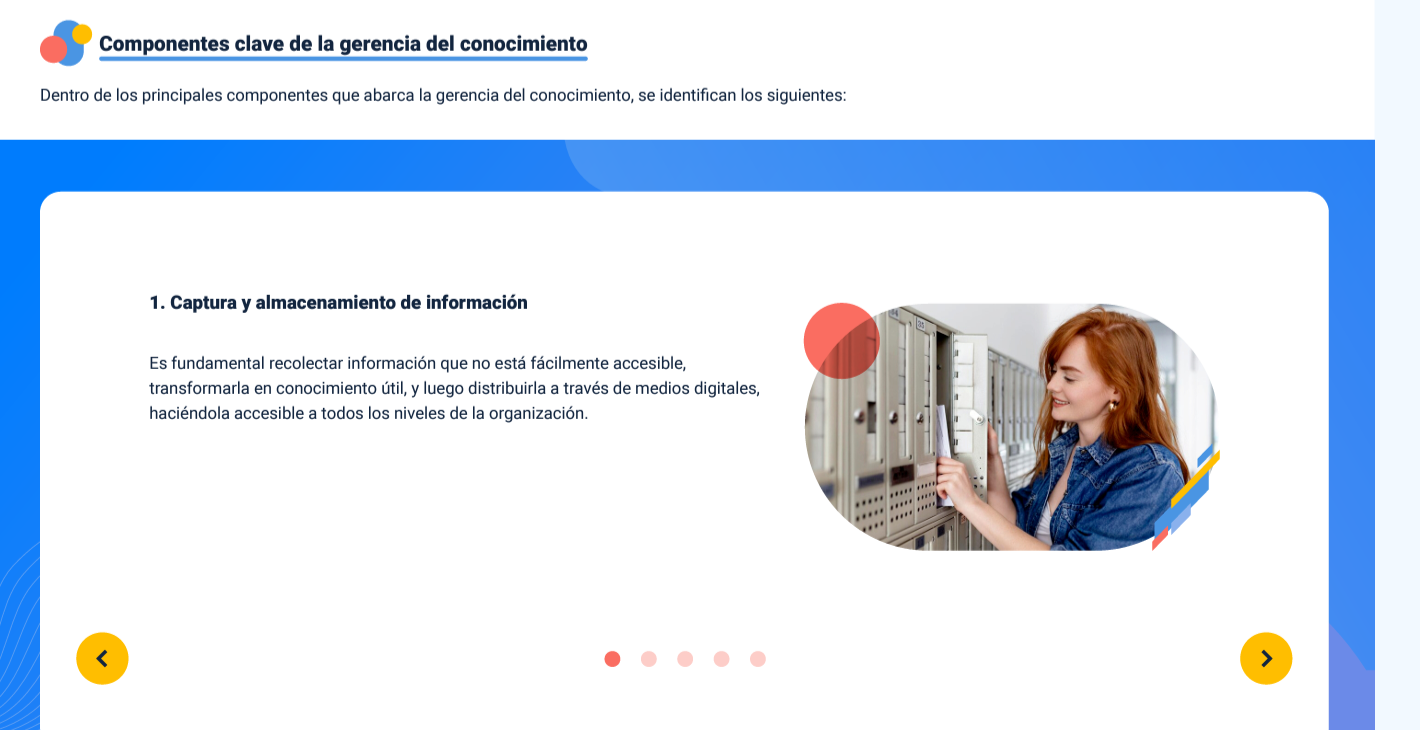 Componentes clave de la gerencia del conocimiento
Dentro de los principales componentes que abarca la gerencia del conocimiento, se identifican los siguientes:
1. Captura y almacenamiento de información
Es fundamental recolectar información que no está fácilmente accesible,
transformarla en conocimiento útil, y luego distribuirla a través de medios digitales,
haciéndola accesible a todos los niveles de la organización.